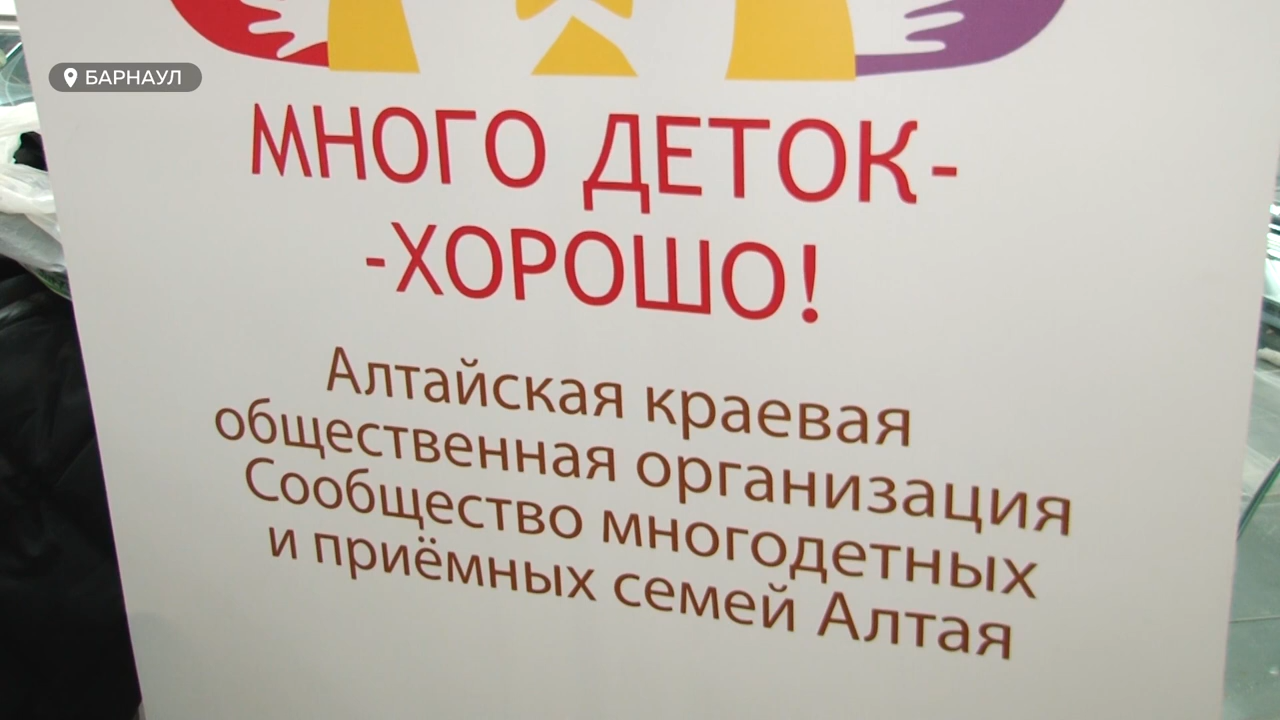 БАРНАУЛ
МНОГО ДЕТОК-
-ХОРОШО!
Алтайская краевая
общественная организация
Сообщество многодетных
и приёмных семей Алтая